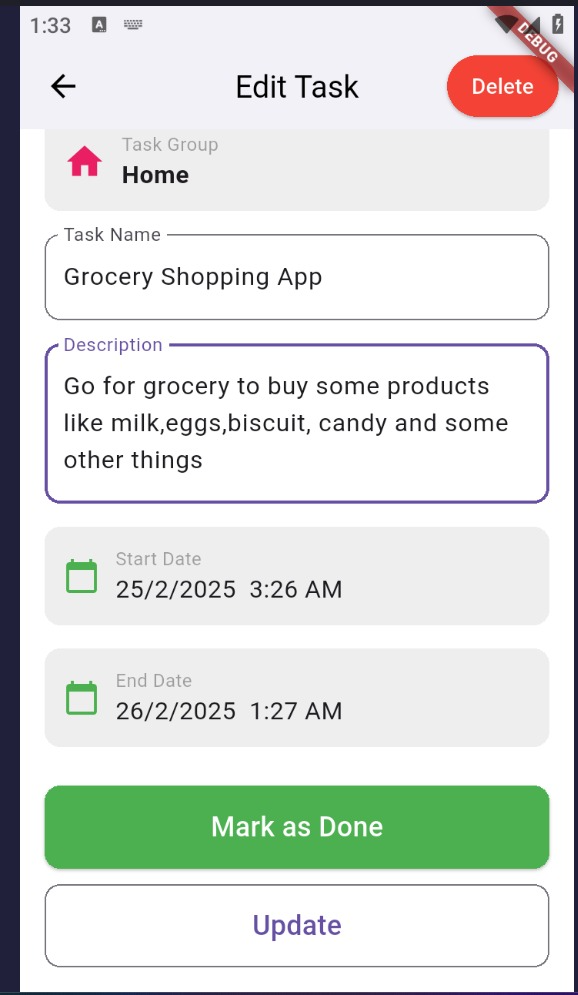 1:33
A
DEBUG
Edit Task
Delete
Task Group
Home
Task Name
Grocery Shopping App
Description
Go for grocery to buy some products
like milk,eggs,biscuit, candy and some
other things
Start Date
25/2/2025  3:26 AM
End Date
26/2/2025  1:27 AM
Mark as Done
Update